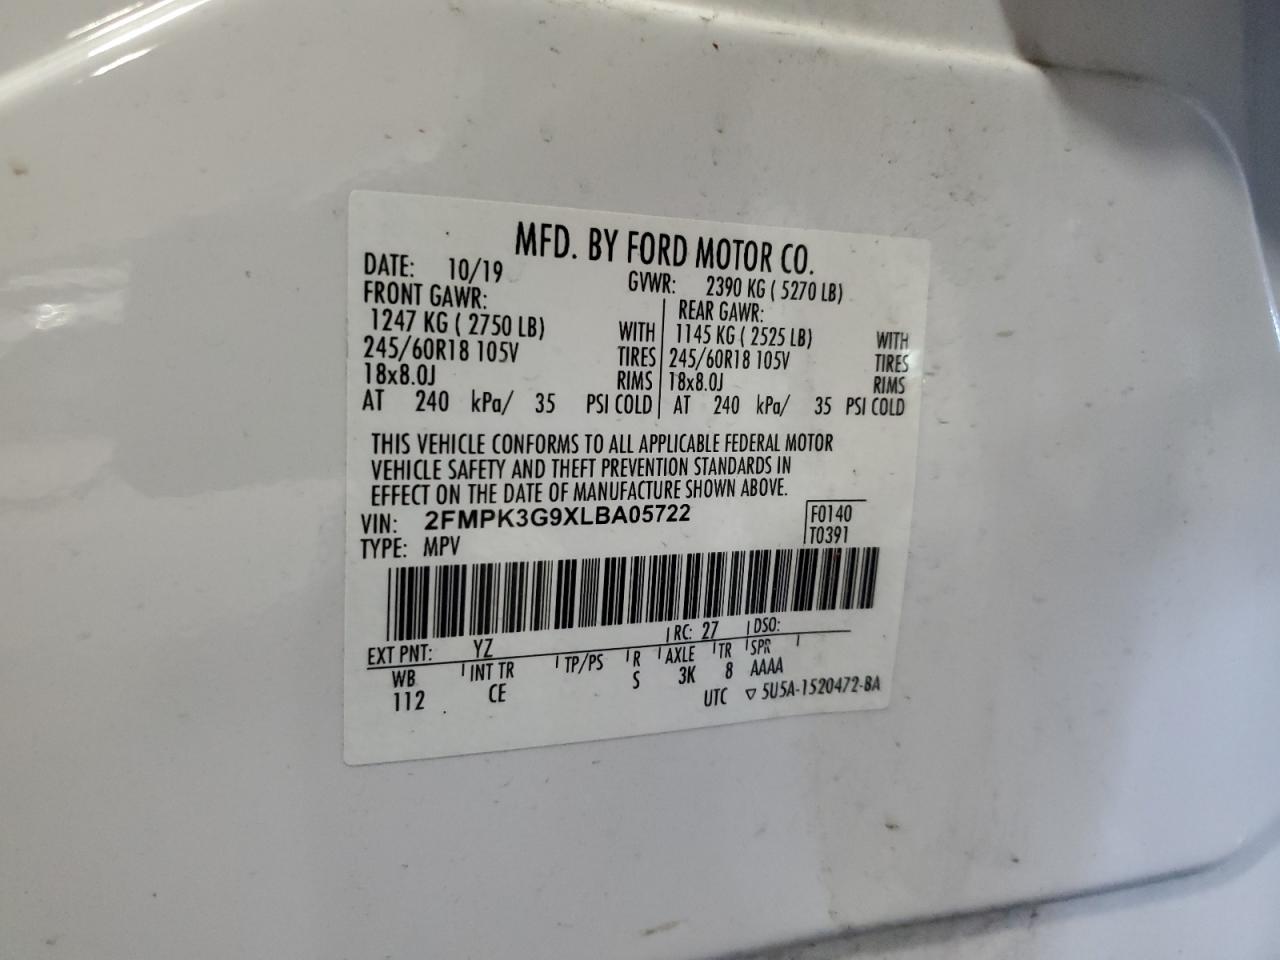 MFD. BY FORD MOTOR CO.
DATE: 10/19 GVWR: 2390 KG ( 5270 LB)
FRONT GAWR: REAR GAWR:
1247 KG ( 2750 LB) WITH 1145 KG ( 2525 LB) WITH
245/60R18 105V TIRES 245/60R18 105V TIRES
18x8.0J RIMS 18x8.0J RIMS
AT 240 kPa/ 35 PSI COLD AT 240 kPa/ 35 PSI COLD
THIS VEHICLE CONFORMS TO ALL APPLICABLE FEDERAL MOTOR
VEHICLE SAFETY AND THEFT PREVENTION STANDARDS IN
EFFECT ON THE DATE OF MANUFACTURE SHOWN ABOVE.
VIN: 2FMPK3G9XLBA05722 F0140
TYPE: MPV T0391
EXT PNT: YZ RC: 27 DSO:
WB INT TR TP/PS R AXLE TR SPR
112 CE S 3K 8 AAAA
UTC ▽ 5U5A-1520472-BA